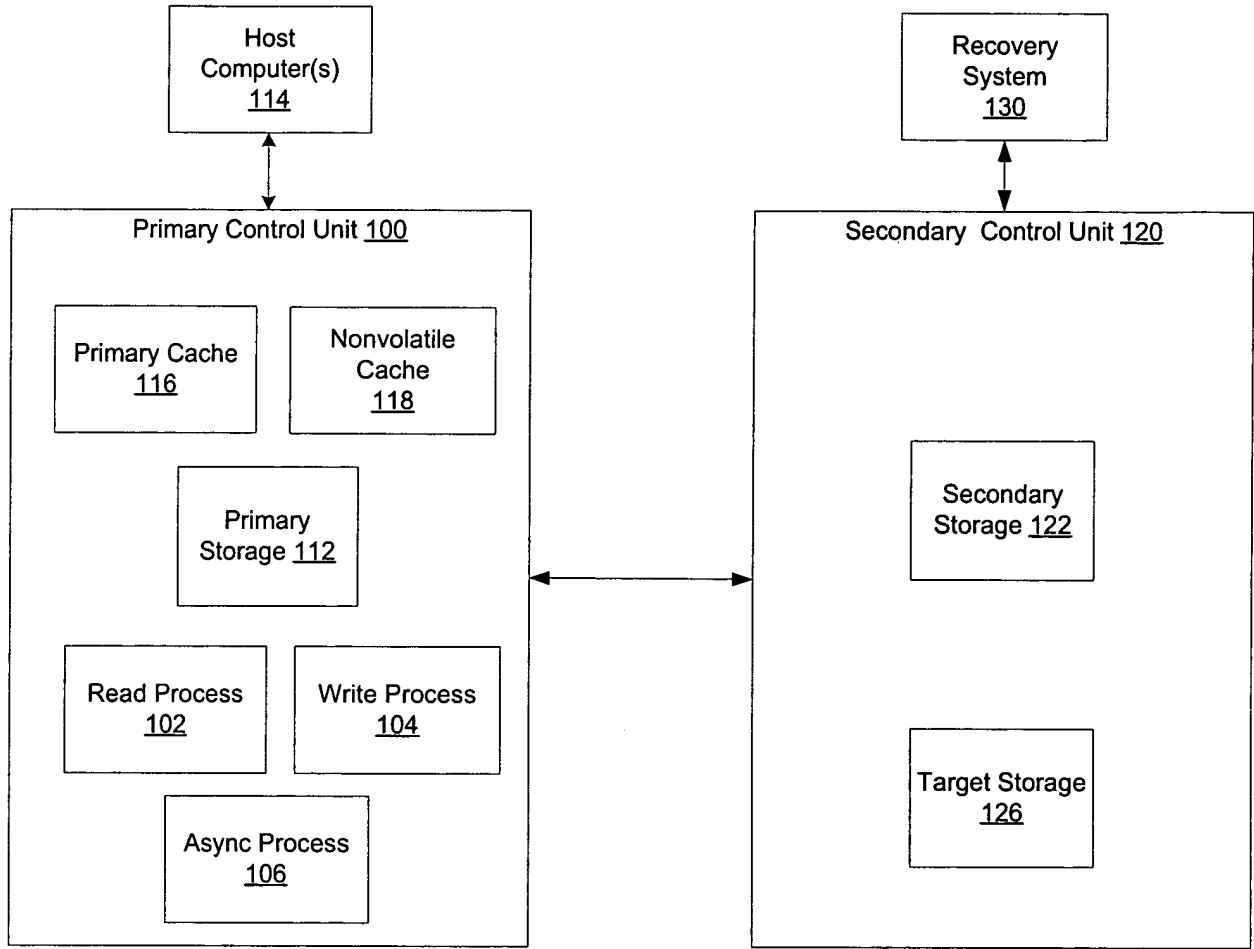 Host
Computer(s)
114
Recovery
System
130
Primary Control Unit 100
Primary Cache
116
Nonvolatile
Cache
118
Primary
Storage 112
Read Process
102
Write Process
104
Async Process
106
Secondary Control Unit 120
Secondary
Storage 122
Target Storage
126